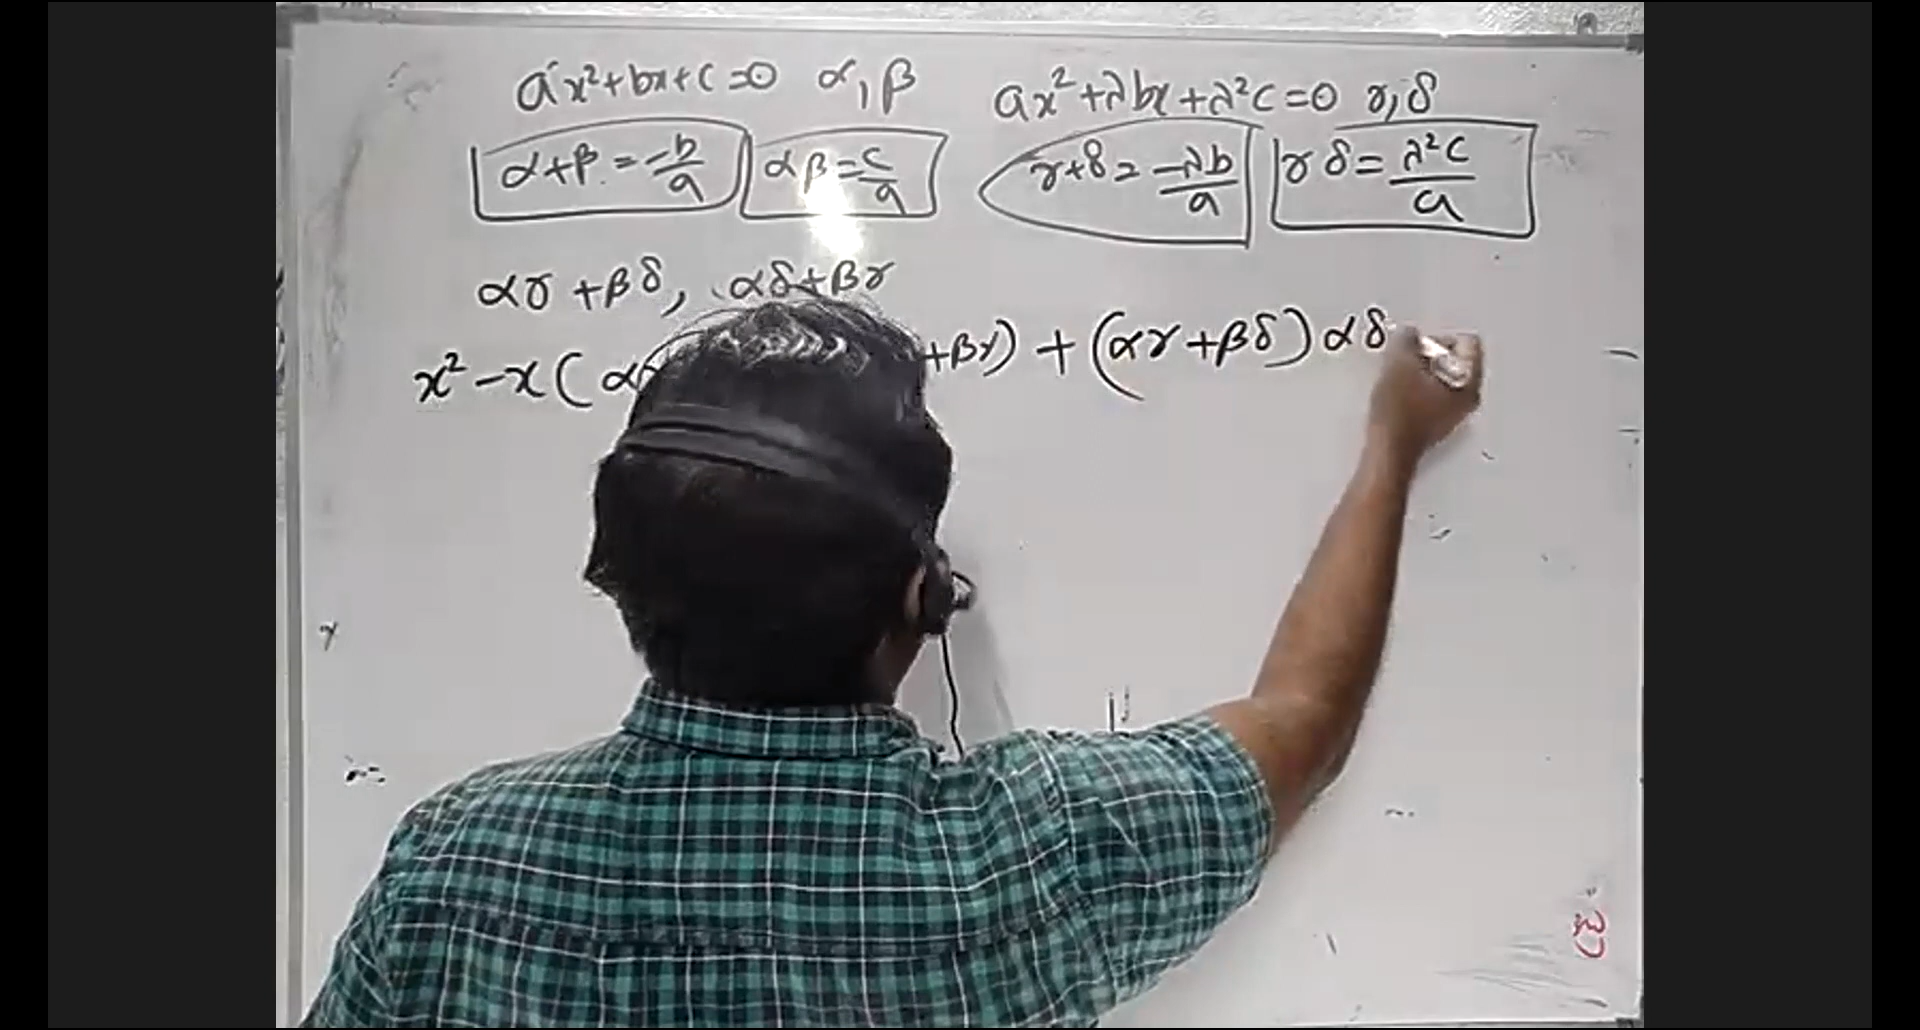 ax²+bx+c=0 α, β ax²+λbx+λ²c=0 γ, δ
α+β = -b/a αβ = c/a γ+δ = -λb/a γδ = λ²c/a
αγ+βδ, αδ+βγ
x²-x( +βγ) + (αγ+βδ) αδ